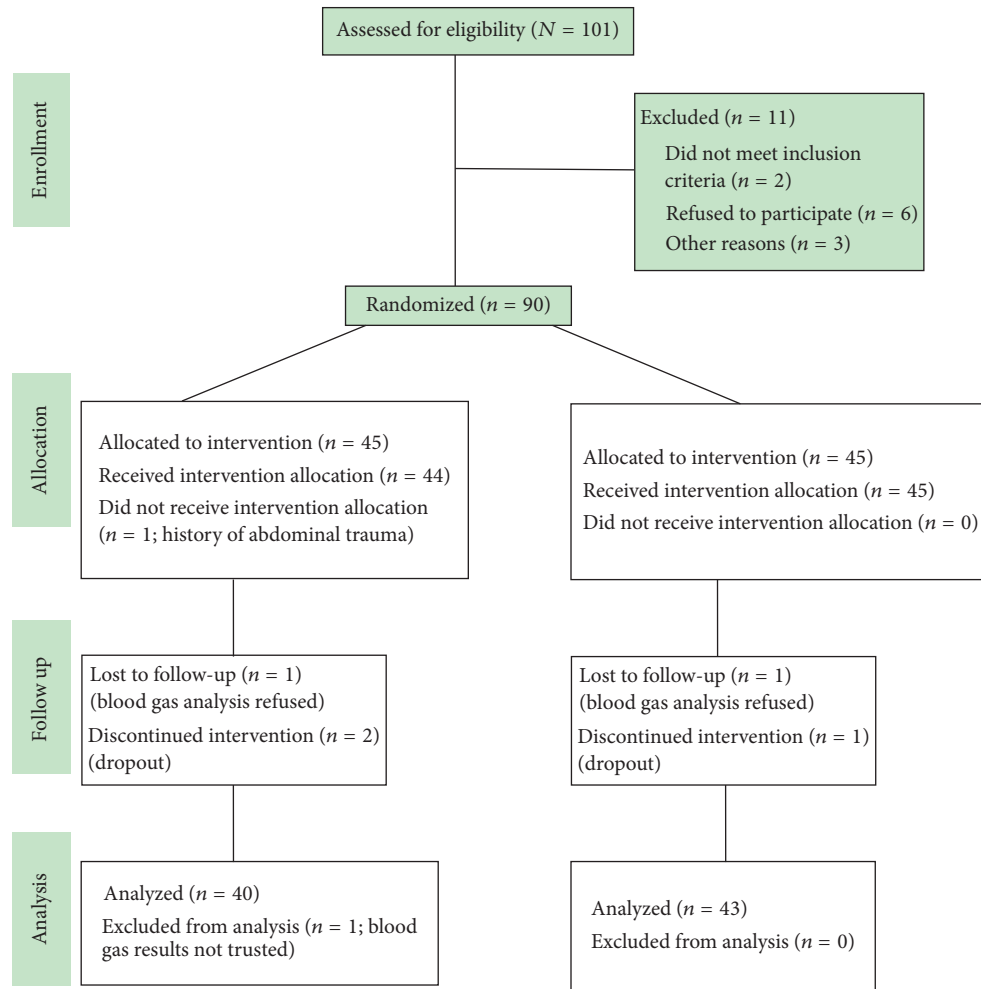 Assessed for eligibility (N = 101)
Enrollment
Excluded (n = 11)
Did not meet inclusion
criteria (n = 2)
Refused to participate (n = 6)
Other reasons (n = 3)
Randomized (n = 90)
Allocation
Allocated to intervention (n = 45)
Received intervention allocation (n = 44)
Did not receive intervention allocation
(n = 1; history of abdominal trauma)
Allocated to intervention (n = 45)
Received intervention allocation (n = 45)
Did not receive intervention allocation (n = 0)
Follow up
Lost to follow-up (n = 1)
(blood gas analysis refused)
Discontinued intervention (n = 2)
(dropout)
Lost to follow-up (n = 1)
(blood gas analysis refused)
Discontinued intervention (n = 1)
(dropout)
Analysis
Analyzed (n = 40)
Excluded from analysis (n = 1; blood
gas results not trusted)
Analyzed (n = 43)
Excluded from analysis (n = 0)